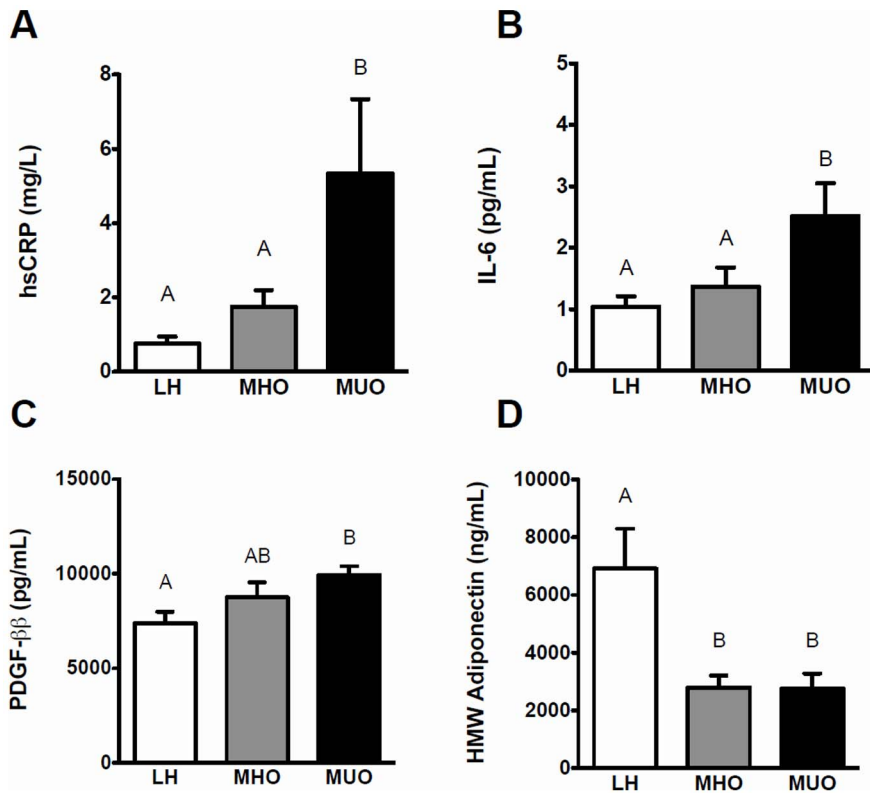 A
hsCRP (mg/L)
8
6
4
2
0
A
A
B
LH MHO MUO
B
IL-6 (pg/mL)
5
4
3
2
1
0
A
A
B
LH MHO MUO
C
PDGF-ββ (pg/mL)
15000
10000
5000
0
A
AB
B
LH MHO MUO
D
HMW Adiponectin (ng/mL)
10000
8000
6000
4000
2000
0
A
B
B
LH MHO MUO